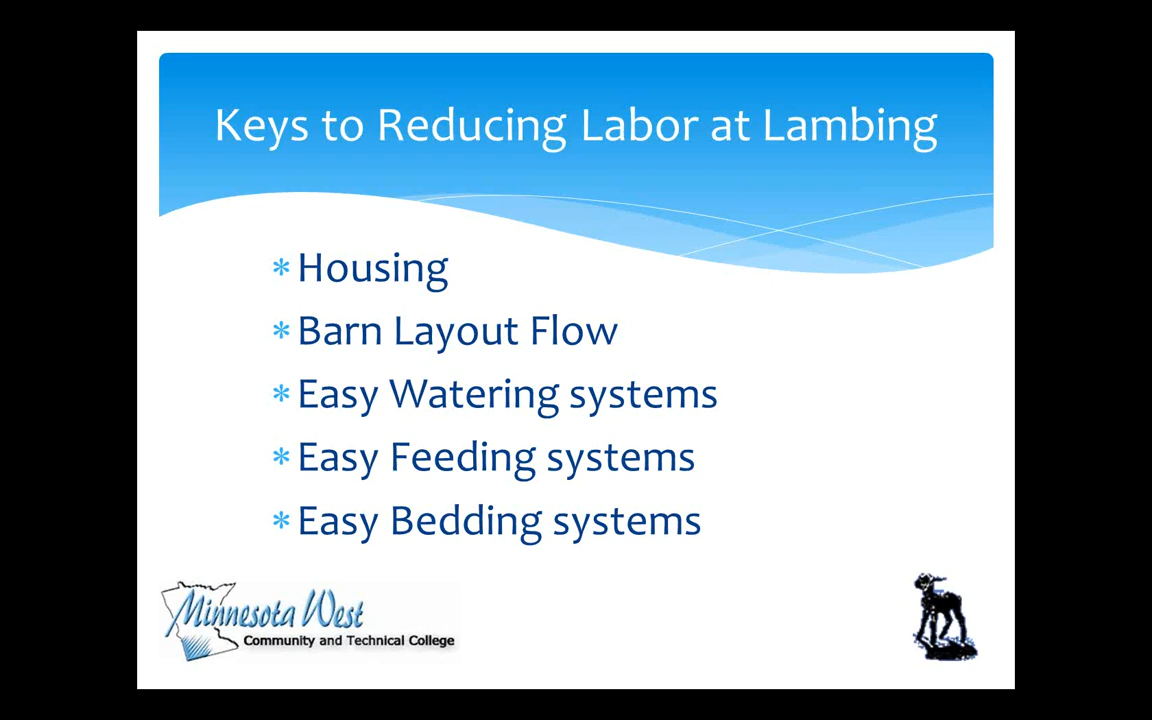 Keys to Reducing Labor at Lambing
* Housing
* Barn Layout Flow
* Easy Watering systems
* Easy Feeding systems
* Easy Bedding systems
Minnesota West
Community and Technical College